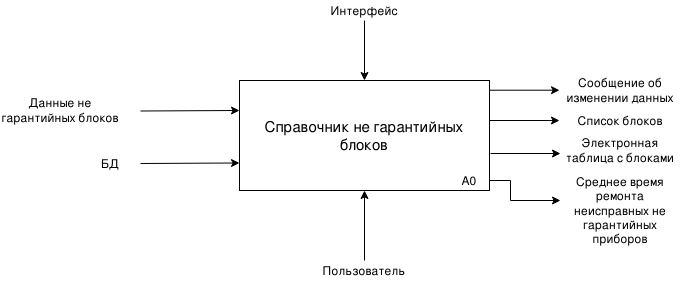 Интерфейс
Данные не
гарантийных блоков
БД
Справочник не гарантийных
блоков
A0
Сообщение об
изменении данных
Список блоков
Электронная
таблица с блоками
Среднее время
ремонта
неисправных не
гарантийных
приборов
Пользователь